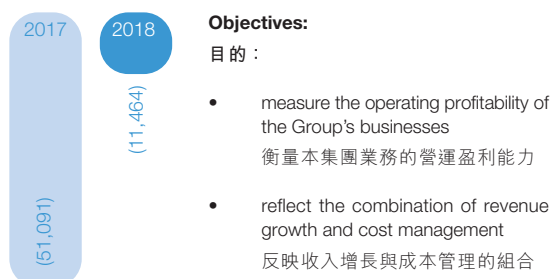 2017
2018
(51,091)
(11,464)
Objectives:
目的：
• measure the operating profitability of
the Group's businesses
衡量本集團業務的營運盈利能力
• reflect the combination of revenue
growth and cost management
反映收入增長與成本管理的組合